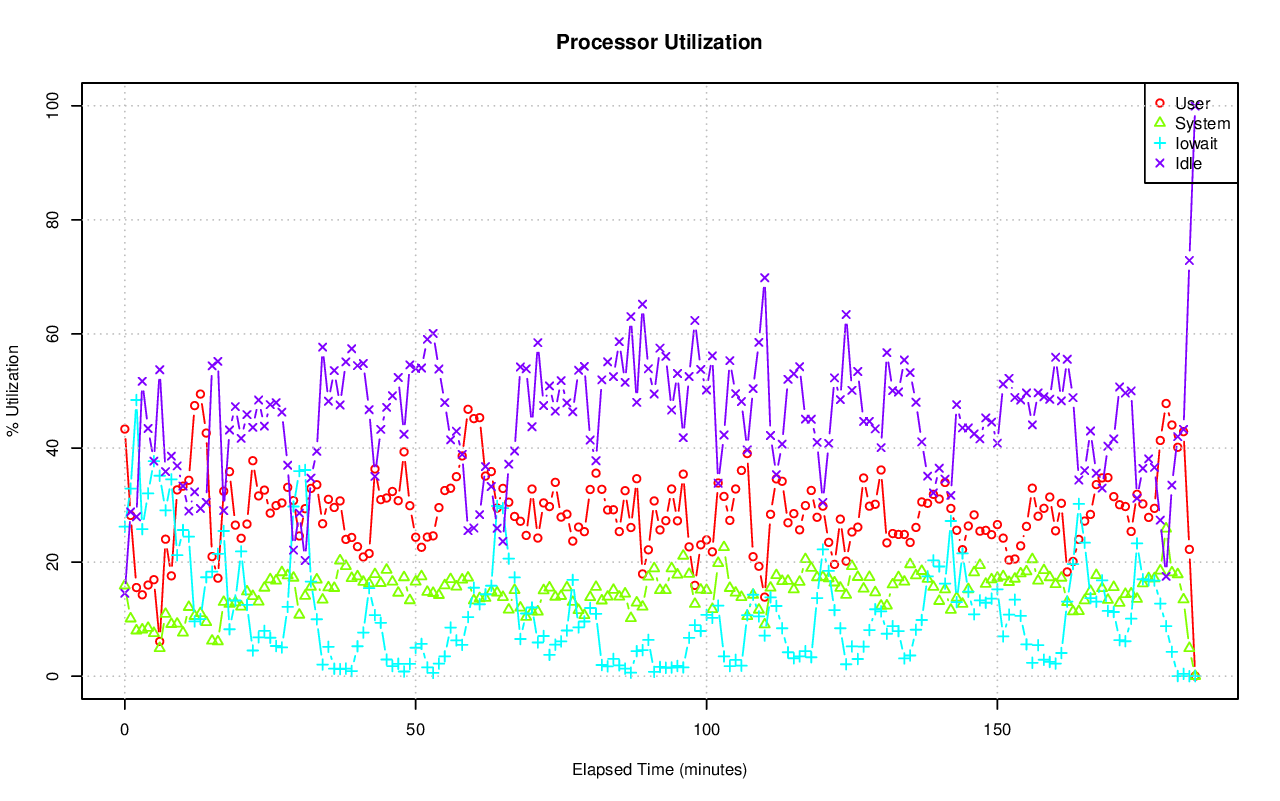 Processor Utilization
% Utilization
100
80
60
40
20
0
User
System
Iowait
Idle
0 50 100 150
Elapsed Time (minutes)